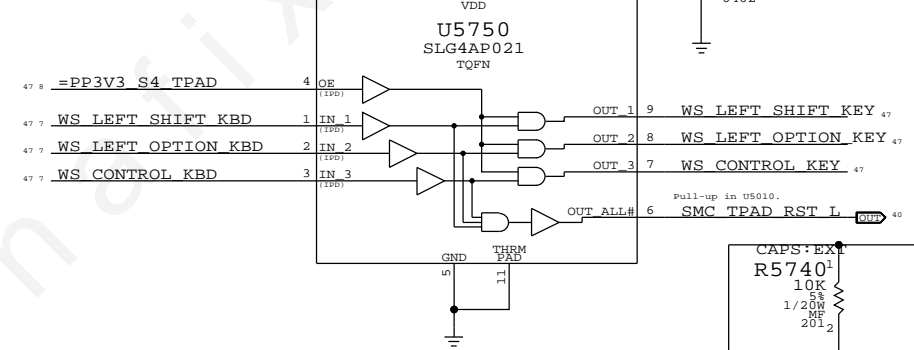 VDD
U5750
SLG4AP021
TQFN
47 8 =PP3V3_S4_TPAD 4 OE
(IPD)
47 7 WS_LEFT_SHIFT_KBD 1 IN_1
(IPD)
47 7 WS_LEFT_OPTION_KBD 2 IN_2
(IPD)
47 7 WS_CONTROL_KBD 3 IN_3
(IPD)
OUT_1 9 WS_LEFT_SHIFT_KEY 47
OUT_2 8 WS_LEFT_OPTION_KEY 47
OUT_3 7 WS_CONTROL_KEY 47
Pull-up in U5010.
OUT_ALL# 6 SMC_TPAD_RST_L OUT 40
GND
THRM
PAD
5
11
CAPS:EXT
R5740 1
10K
5%
1/20W
MF
201 2
nafix